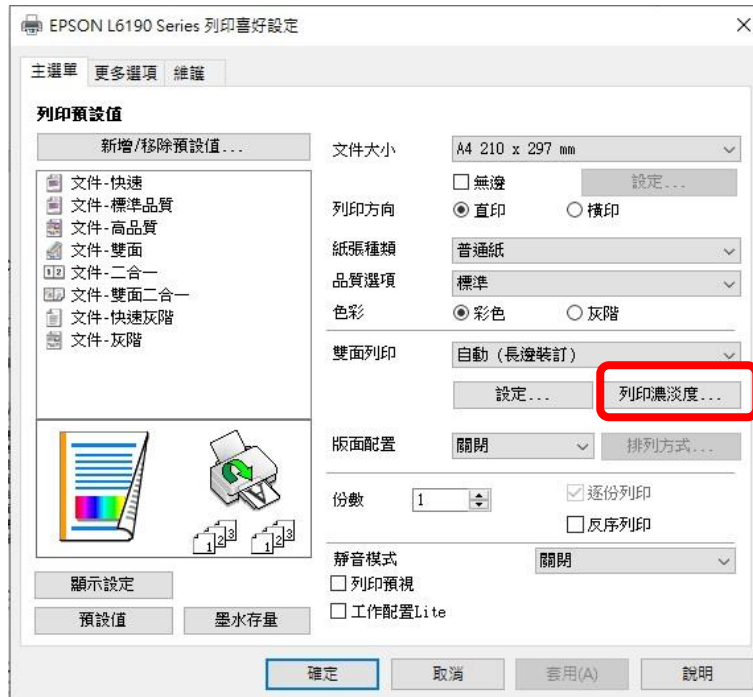 EPSON L6190 Series 列印喜好設定
主選單 更多選項 維護
列印預設值
新增/移除預設值...
文件-快速
文件-標準品質
文件-高品質
文件-雙面
文件-二合一
文件-雙面二合一
文件-快速灰階
文件-灰階
顯示設定
預設值 墨水存量
文件大小 A4 210 x 297 mm
無邊 設定...
列印方向 直印 橫印
紙張種類 普通紙
品質選項 標準
色彩 彩色 灰階
雙面列印 自動 (長邊裝訂)
設定... 列印濃淡度...
版面配置 關閉 排列方式...
份數 1 逐份列印
反序列印
靜音模式 關閉
列印預視
工作配置Lite
確定 取消 套用(A) 說明